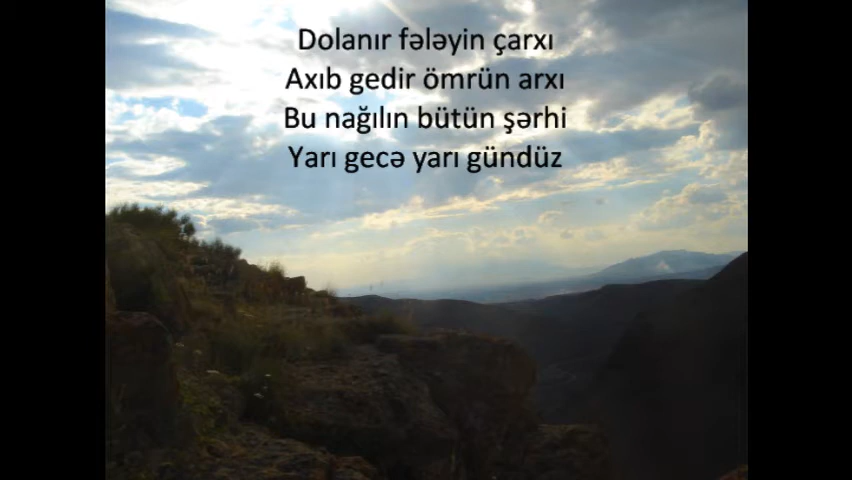 Dolanır fələyin çarxı
Axıb gedir ömrün arxı
Bu nağılın bütün şərhi
Yarı gecə yarı gündüz